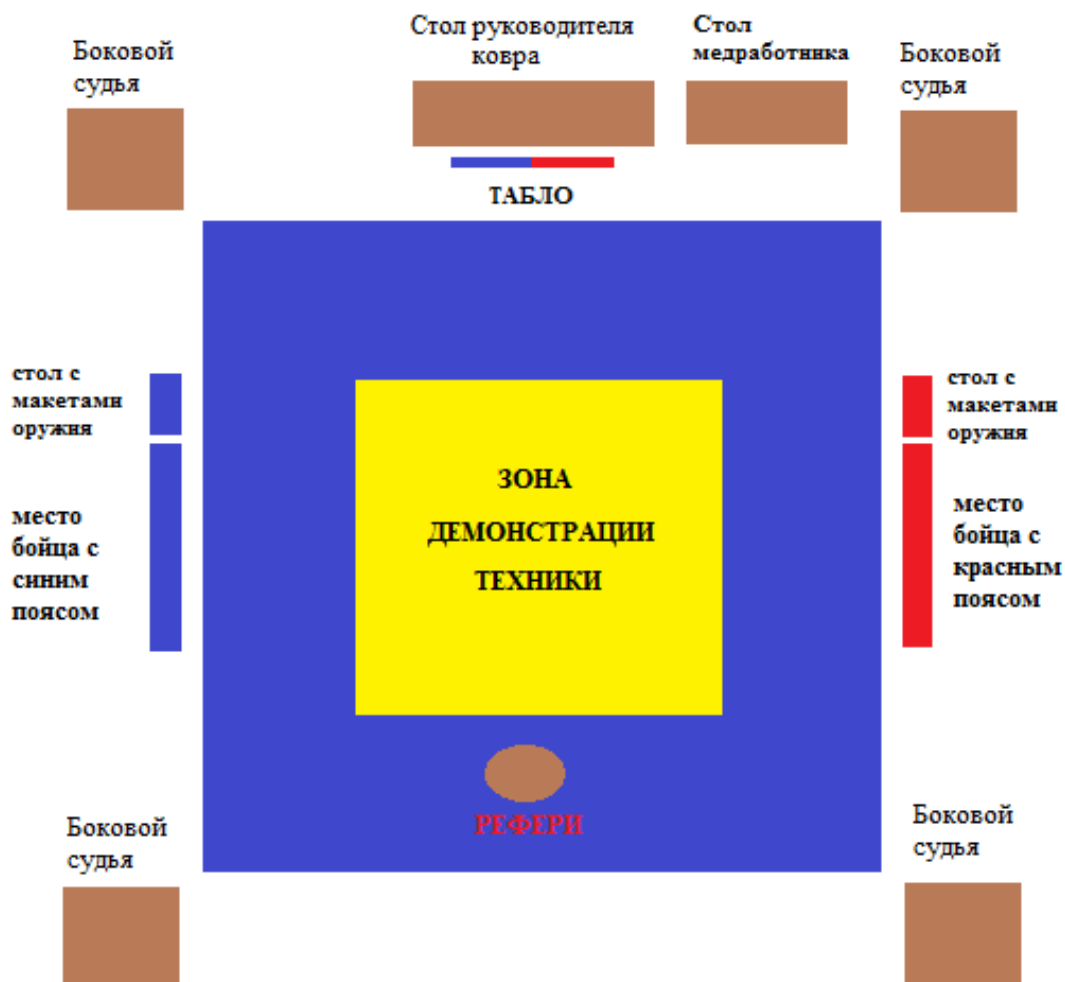 Боковой
судья
Стол руководителя
ковра
Стол
медработника
Боковой
судья
ТАБЛО
стол с
макетами
оружия
стол с
макетами
оружия
ЗОНА
ДЕМОНСТРАЦИИ
ТЕХНИКИ
место
бойца с
синим
поясом
место
бойца с
красным
поясом
РЕФЕРИ
Боковой
судья
Боковой
судья